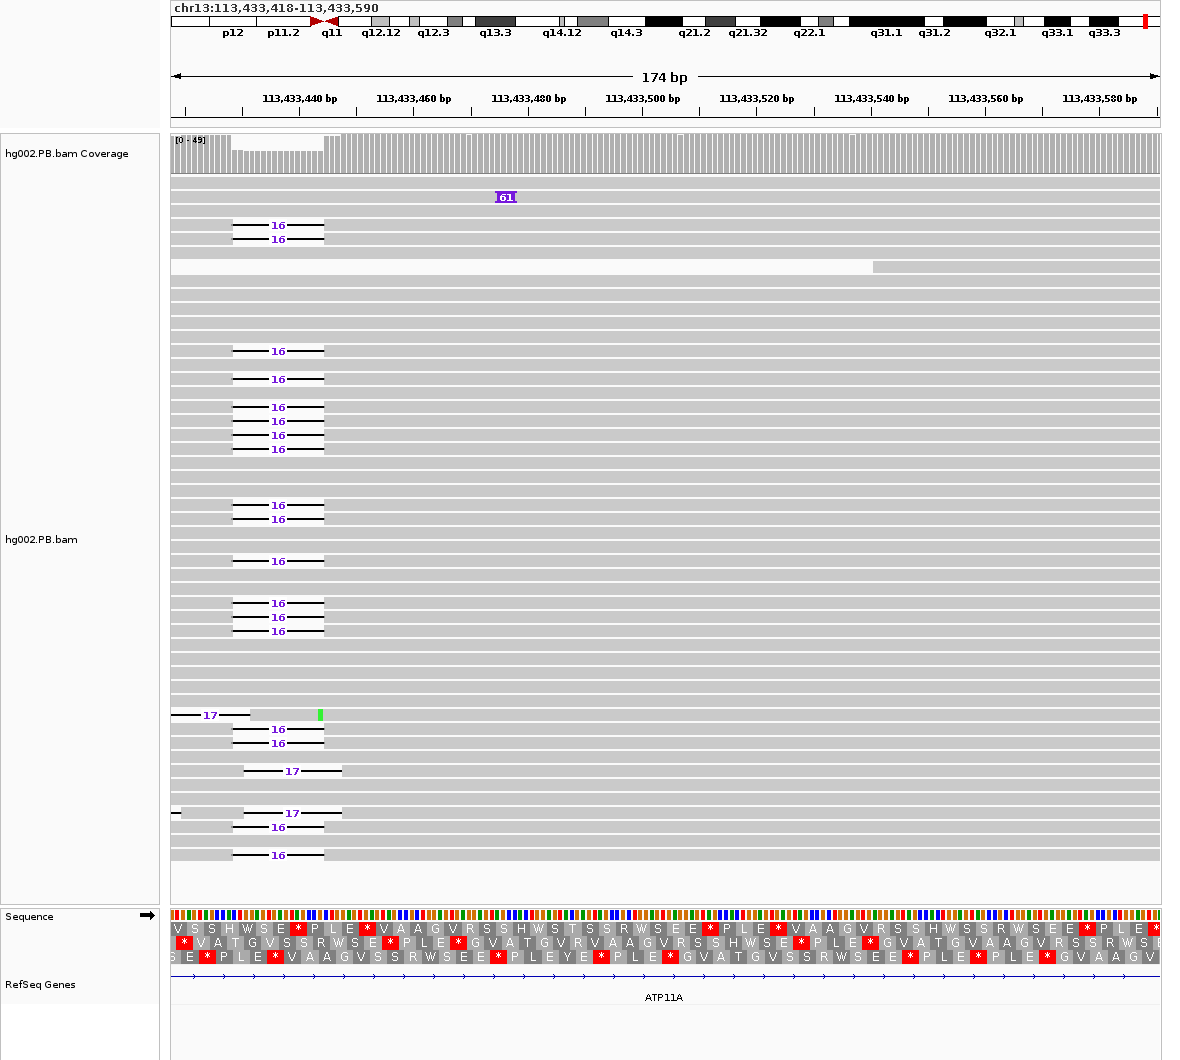 chr13:113,433,418-113,433,590
p12 p11.2 q11 q12.12 q12.3 q13.3 q14.12 q14.3 q21.2 q21.32 q22.1 q31.1 q31.2 q32.1 q33.1 q33.3
174 bp
113,433,440 bp 113,433,460 bp 113,433,480 bp 113,433,500 bp 113,433,520 bp 113,433,540 bp 113,433,560 bp 113,433,580 bp
[0 - 45]
hg002.PB.bam Coverage
61
16
16
16
16
16
16
16
16
16
16
hg002.PB.bam
16
16
16
16
17
16
16
17
17
16
16
Sequence
V S S H W S E * P L E * V A A G V R S S H W S T S S R W S E E * P L E * V A A G V R S S H W S S R W S E E * P L E *
* V A T G V S S R W S E * P L E * G V A T G V R V A A G V R S S H W S E * P L E * G V A T G V A A G V R S S R W S
S E * P L E * V A A G V S S R W S E E * P L E Y E * P L E * G V A T G V S S R W S E E * P L E * P L E * G V A A G V
RefSeq Genes
ATP11A